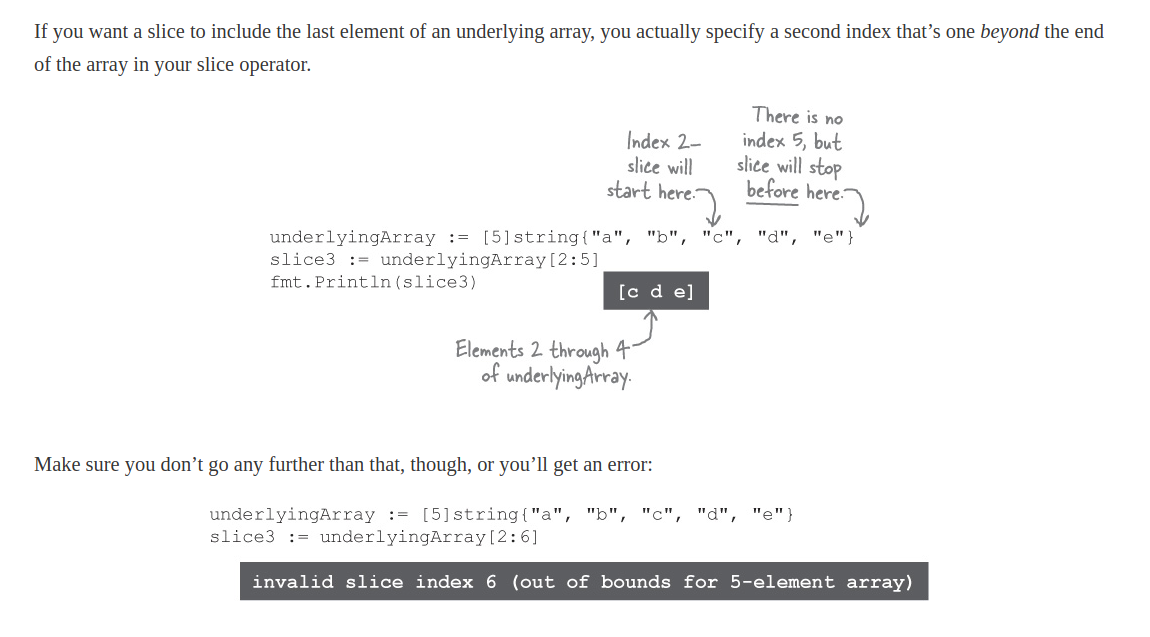 If you want a slice to include the last element of an underlying array, you actually specify a second index that’s one beyond the end
of the array in your slice operator.
Index 2–
slice will
start here.
There is no
index 5, but
slice will stop
before here.
underlyingArray := [5]string{"a", "b", "c", "d", "e"}
slice3 := underlyingArray[2:5]
fmt.Println(slice3)
[c d e]
Elements 2 through 4
of underlyingArray.
Make sure you don’t go any further than that, though, or you’ll get an error:
underlyingArray := [5]string{"a", "b", "c", "d", "e"}
slice3 := underlyingArray[2:6]
invalid slice index 6 (out of bounds for 5-element array)